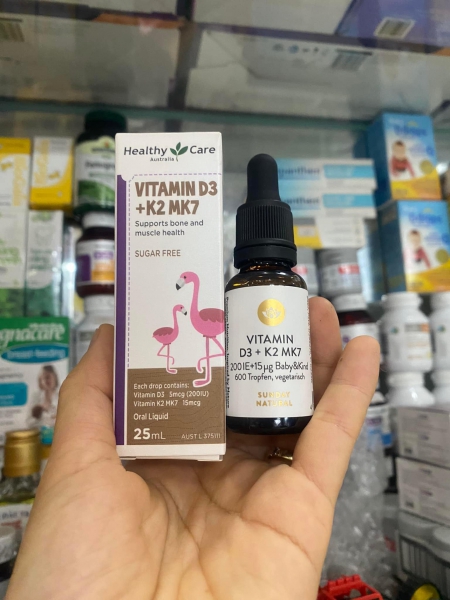 Healthy Care
Australia
VITAMIN D3
+K2 MK7
Supports bone and
muscle health
SUGAR FREE
Each drop contains:
Vitamin D3 5mcg (200IU)
Vitamin K2 MK7 15mcg
Oral Liquid
25mL
AUST L 375111
VITAMIN
D3 + K2 MK7
200 IE+15 µg Baby&Kind
600 Tropfen, vegetarisch
SUNDAY
NATURAL